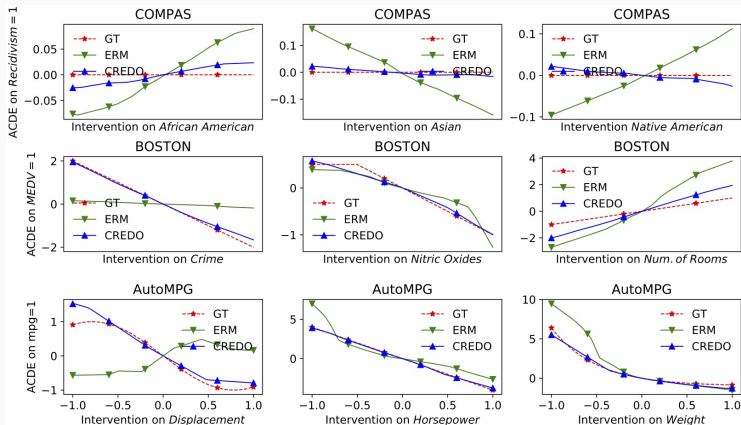 COMPAS
ACDE on Recidivism = 1
0.05
0.00
−0.05
GT
ERM
CREDO
Intervention on African American
COMPAS
0.1
0.0
−0.1
GT
ERM
CREDO
Intervention on Asian
COMPAS
0.1
0.0
−0.1
GT
ERM
CREDO
Intervention on Native American
BOSTON
ACDE on MEDV = 1
2
0
−2
GT
ERM
CREDO
Intervention on Crime
BOSTON
0
−1
GT
ERM
CREDO
Intervention on Nitric Oxides
BOSTON
4
2
0
−2
GT
ERM
CREDO
Intervention on Num. of Rooms
AutoMPG
ACDE on mpg=1
1
0
−1
GT
ERM
CREDO
−1.0 −0.5 0.0 0.5 1.0
Intervention on Displacement
AutoMPG
5
0
GT
ERM
CREDO
−1.0 −0.5 0.0 0.5 1.0
Intervention on Horsepower
AutoMPG
10
5
0
GT
ERM
CREDO
−1.0 −0.5 0.0 0.5 1.0
Intervention on Weight